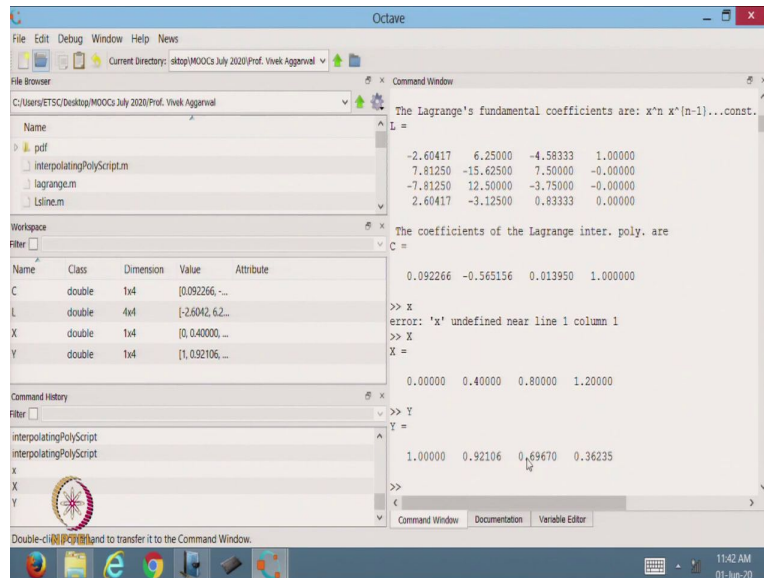 Octave
File Edit Debug Window Help News
Current Directory: sktop\MOOCs July 2020\Prof. Vivek Aggarwal
File Browser
C:/Users/ETSC/Desktop/MOOCs July 2020/Prof. Vivek Aggarwal
Name
pdf
interpolatingPolyScript.m
lagrange.m
Lsline.m
Workspace
Filter
Name Class Dimension Value Attribute
C double 1x4 [0.092266, -...
L double 4x4 [-2.6042, 6.2...
X double 1x4 [0, 0.40000, ...
Y double 1x4 [1, 0.92106, ...
Command History
Filter
interpolatingPolyScript
interpolatingPolyScript
x
X
Y
Command Window
The Lagrange's fundamental coefficients are: x^n x^{n-1}...const.
L =
-2.60417 6.25000 -4.58333 1.00000
7.81250 -15.62500 7.50000 -0.00000
-7.81250 12.50000 -3.75000 -0.00000
2.60417 -3.12500 0.83333 0.00000
The coefficients of the Lagrange inter. poly. are
C =
0.092266 -0.565156 0.013950 1.000000
>> x
error: 'x' undefined near line 1 column 1
>> X
X =
0.00000 0.40000 0.80000 1.20000
>> Y
Y =
1.00000 0.92106 0.69670 0.36235
>>
Command Window Documentation Variable Editor
Double-cli and to transfer it to the Command Window.
NPTEL
11:42 AM
01-Jun-20